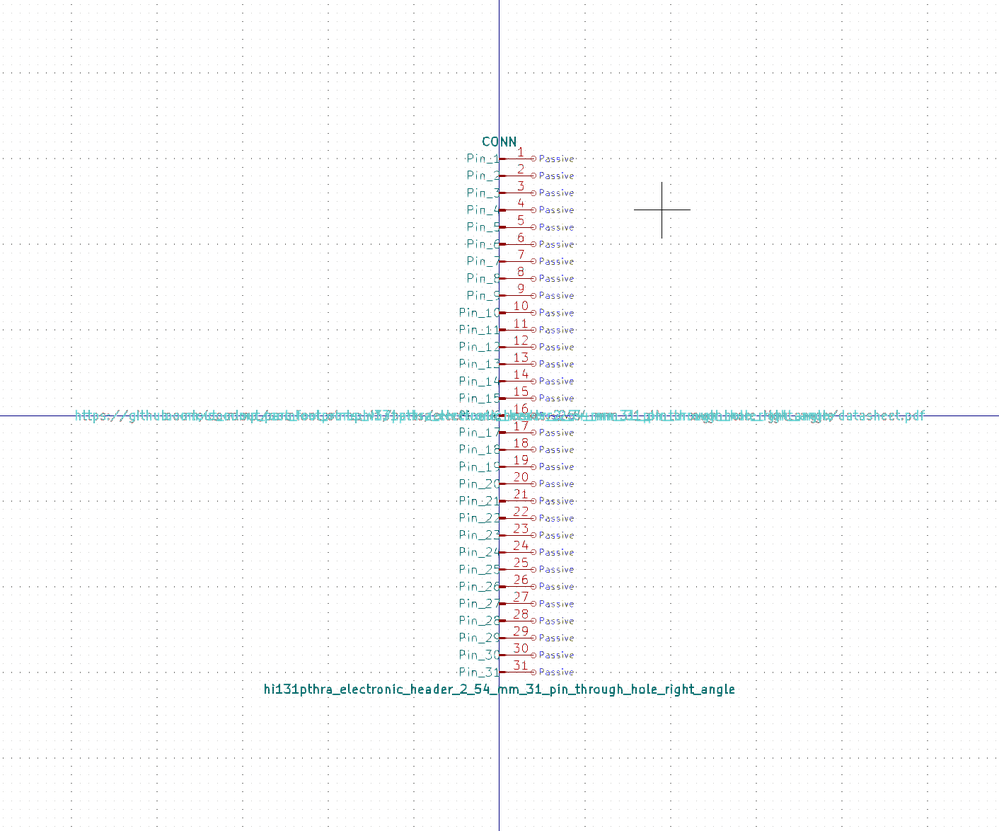 CONN
Pin_1 1 Passive
Pin_2 2 Passive
Pin_3 3 Passive
Pin_4 4 Passive
Pin_5 5 Passive
Pin_6 6 Passive
Pin_7 7 Passive
Pin_8 8 Passive
Pin_9 9 Passive
Pin_10 10 Passive
Pin_11 11 Passive
Pin_12 12 Passive
Pin_13 13 Passive
Pin_14 14 Passive
Pin_15 15 Passive
16
Pin_17 17 Passive
Pin_18 18 Passive
Pin_19 19 Passive
Pin_20 20 Passive
Pin_21 21 Passive
Pin_22 22 Passive
Pin_23 23 Passive
Pin_24 24 Passive
Pin_25 25 Passive
Pin_26 26 Passive
Pin_27 27 Passive
Pin_28 28 Passive
Pin_29 29 Passive
Pin_30 30 Passive
Pin_31 31 Passive
hi131pthra_electronic_header_2_54_mm_31_pin_through_hole_right_angle